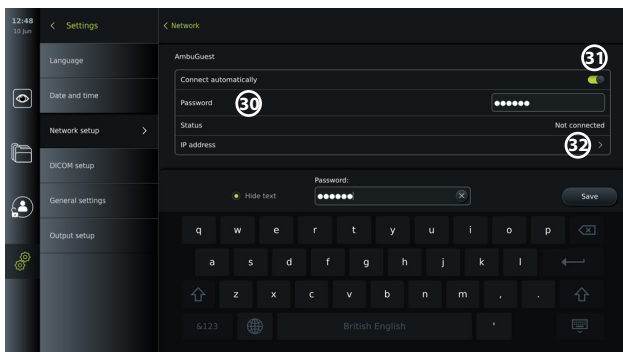 12:48
10 Jun
Settings
Network
Language
Date and time
Network setup
DICOM setup
General settings
Output setup
AmbuGuest
31
Connect automatically
Password
30
●●●●●●
Status
Not connected
IP address
32
Password:
Hide text
●●●●●●
Save
q w e r t y u i o p
a s d f g h j k l
z x c v b n m , .
&123
British English
'